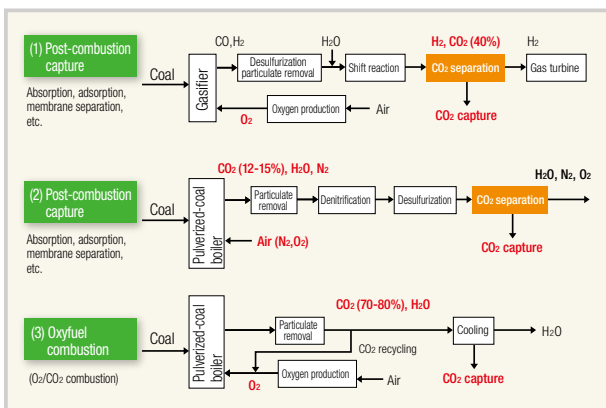 (1) Post-combustion
capture
Absorption, adsorption,
membrane separation,
etc.
Coal
Gasifier
CO,H₂
Desulfurization
particulate removal
H₂O
Shift reaction
H₂, CO₂ (40%)
CO₂ separation
H₂
Gas turbine
CO₂ capture
O₂
Oxygen production
Air
(2) Post-combustion
capture
Absorption, adsorption,
membrane separation,
etc.
Coal
Pulverized-coal
boiler
CO₂ (12-15%), H₂O, N₂
Particulate
removal
Denitrification
Desulfurization
CO₂ separation
H₂O, N₂, O₂
CO₂ capture
Air (N₂,O₂)
(3) Oxyfuel
combustion
(O₂/CO₂ combustion)
Coal
Pulverized-coal
boiler
Particulate
removal
CO₂ (70-80%), H₂O
CO₂ recycling
Cooling
H₂O
CO₂ capture
O₂
Oxygen production
Air